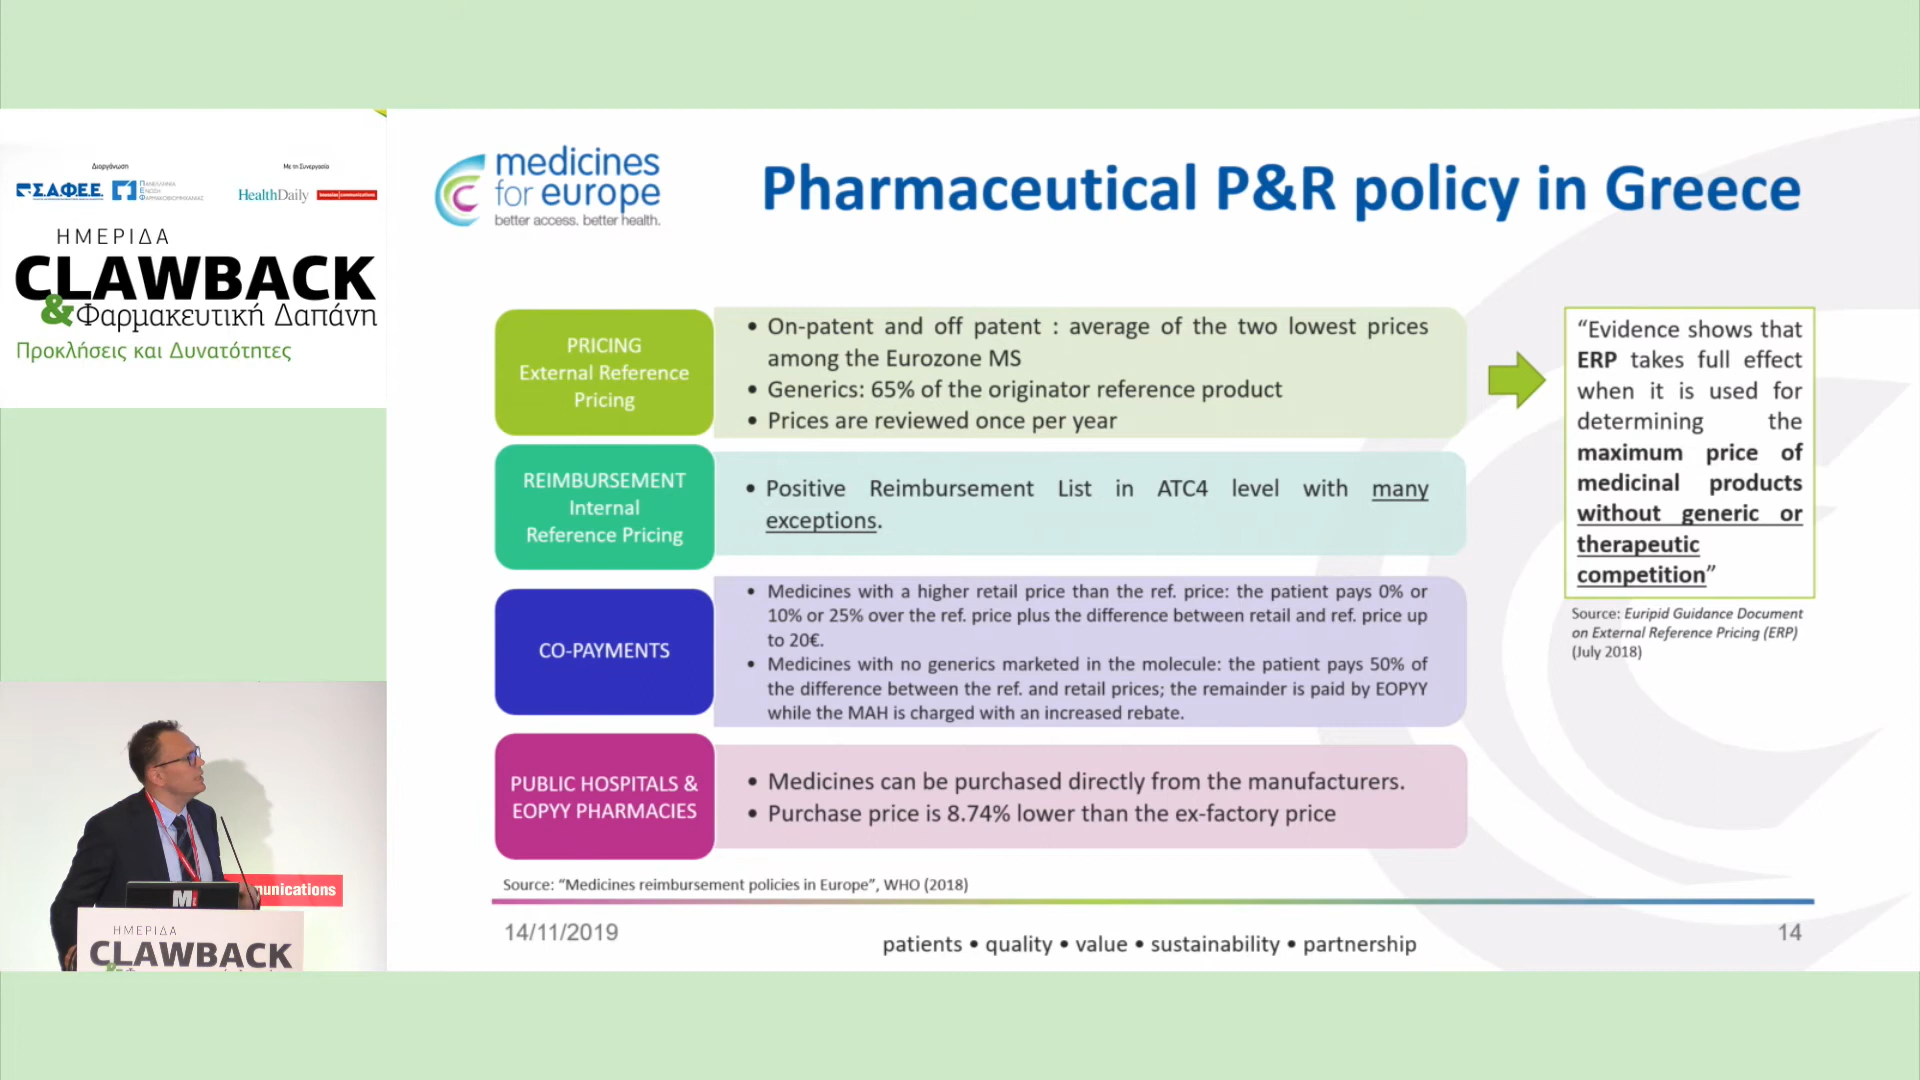 Διοργάνωση
Με τη Συνεργασία
Σ.ΑΦ.Ε.Ε.
ΠΑΝΕΛΛΗΝΙΑ
ΕΝΩΣΗ
ΦΑΡΜΑΚΟΒΙΟΜΗΧΑΝΙΑΣ
HealthDaily
ΗΜΕΡΙΔΑ
CLAWBACK
&Φαρμακευτική Δαπάνη
Προκλήσεις και Δυνατότητες
medicines
for europe
better access. better health.
Pharmaceutical P&R policy in Greece
PRICING
External Reference
Pricing
• On-patent and off patent : average of the two lowest prices
among the Eurozone MS
• Generics: 65% of the originator reference product
• Prices are reviewed once per year
REIMBURSEMENT
Internal
Reference Pricing
• Positive Reimbursement List in ATC4 level with many
exceptions.
CO-PAYMENTS
• Medicines with a higher retail price than the ref. price: the patient pays 0% or
10% or 25% over the ref. price plus the difference between retail and ref. price up
to 20€.
• Medicines with no generics marketed in the molecule: the patient pays 50% of
the difference between the ref. and retail prices; the remainder is paid by EOPYY
while the MAH is charged with an increased rebate.
PUBLIC HOSPITALS &
EOPYY PHARMACIES
• Medicines can be purchased directly from the manufacturers.
• Purchase price is 8.74% lower than the ex-factory price
“Evidence shows that
ERP takes full effect
when it is used for
determining the
maximum price of
medicinal products
without generic or
therapeutic
competition”
Source: Euripid Guidance Document
on External Reference Pricing (ERP)
(July 2018)
Source: “Medicines reimbursement policies in Europe”, WHO (2018)
14/11/2019
patients • quality • value • sustainability • partnership
14
unications
ΗΜΕΡΙΔΑ
CLAWBACK